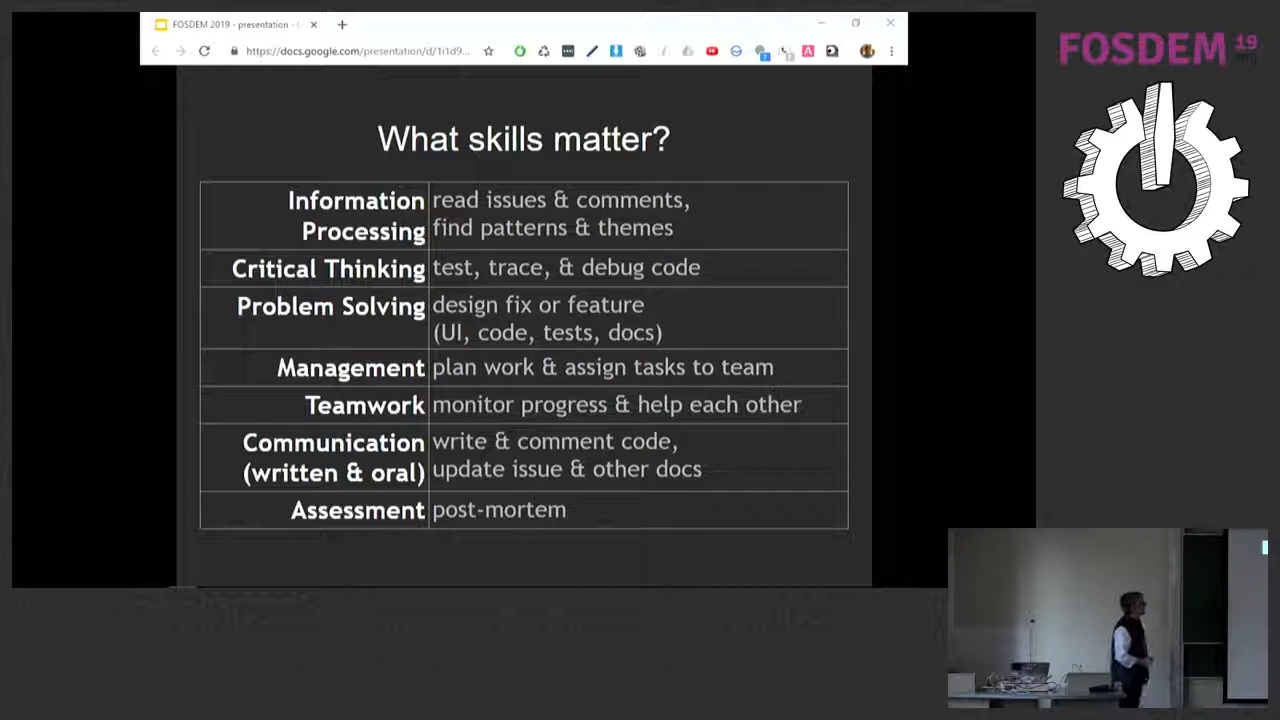 FOSDEM 2019 - presentation -
https://docs.google.com/presentation/d/1i1d9...
FOSDEM 19
What skills matter?
Information
Processing
read issues & comments,
find patterns & themes
Critical Thinking
test, trace, & debug code
Problem Solving
design fix or feature
(UI, code, tests, docs)
Management
plan work & assign tasks to team
Teamwork
monitor progress & help each other
Communication
(written & oral)
write & comment code,
update issue & other docs
Assessment
post-mortem